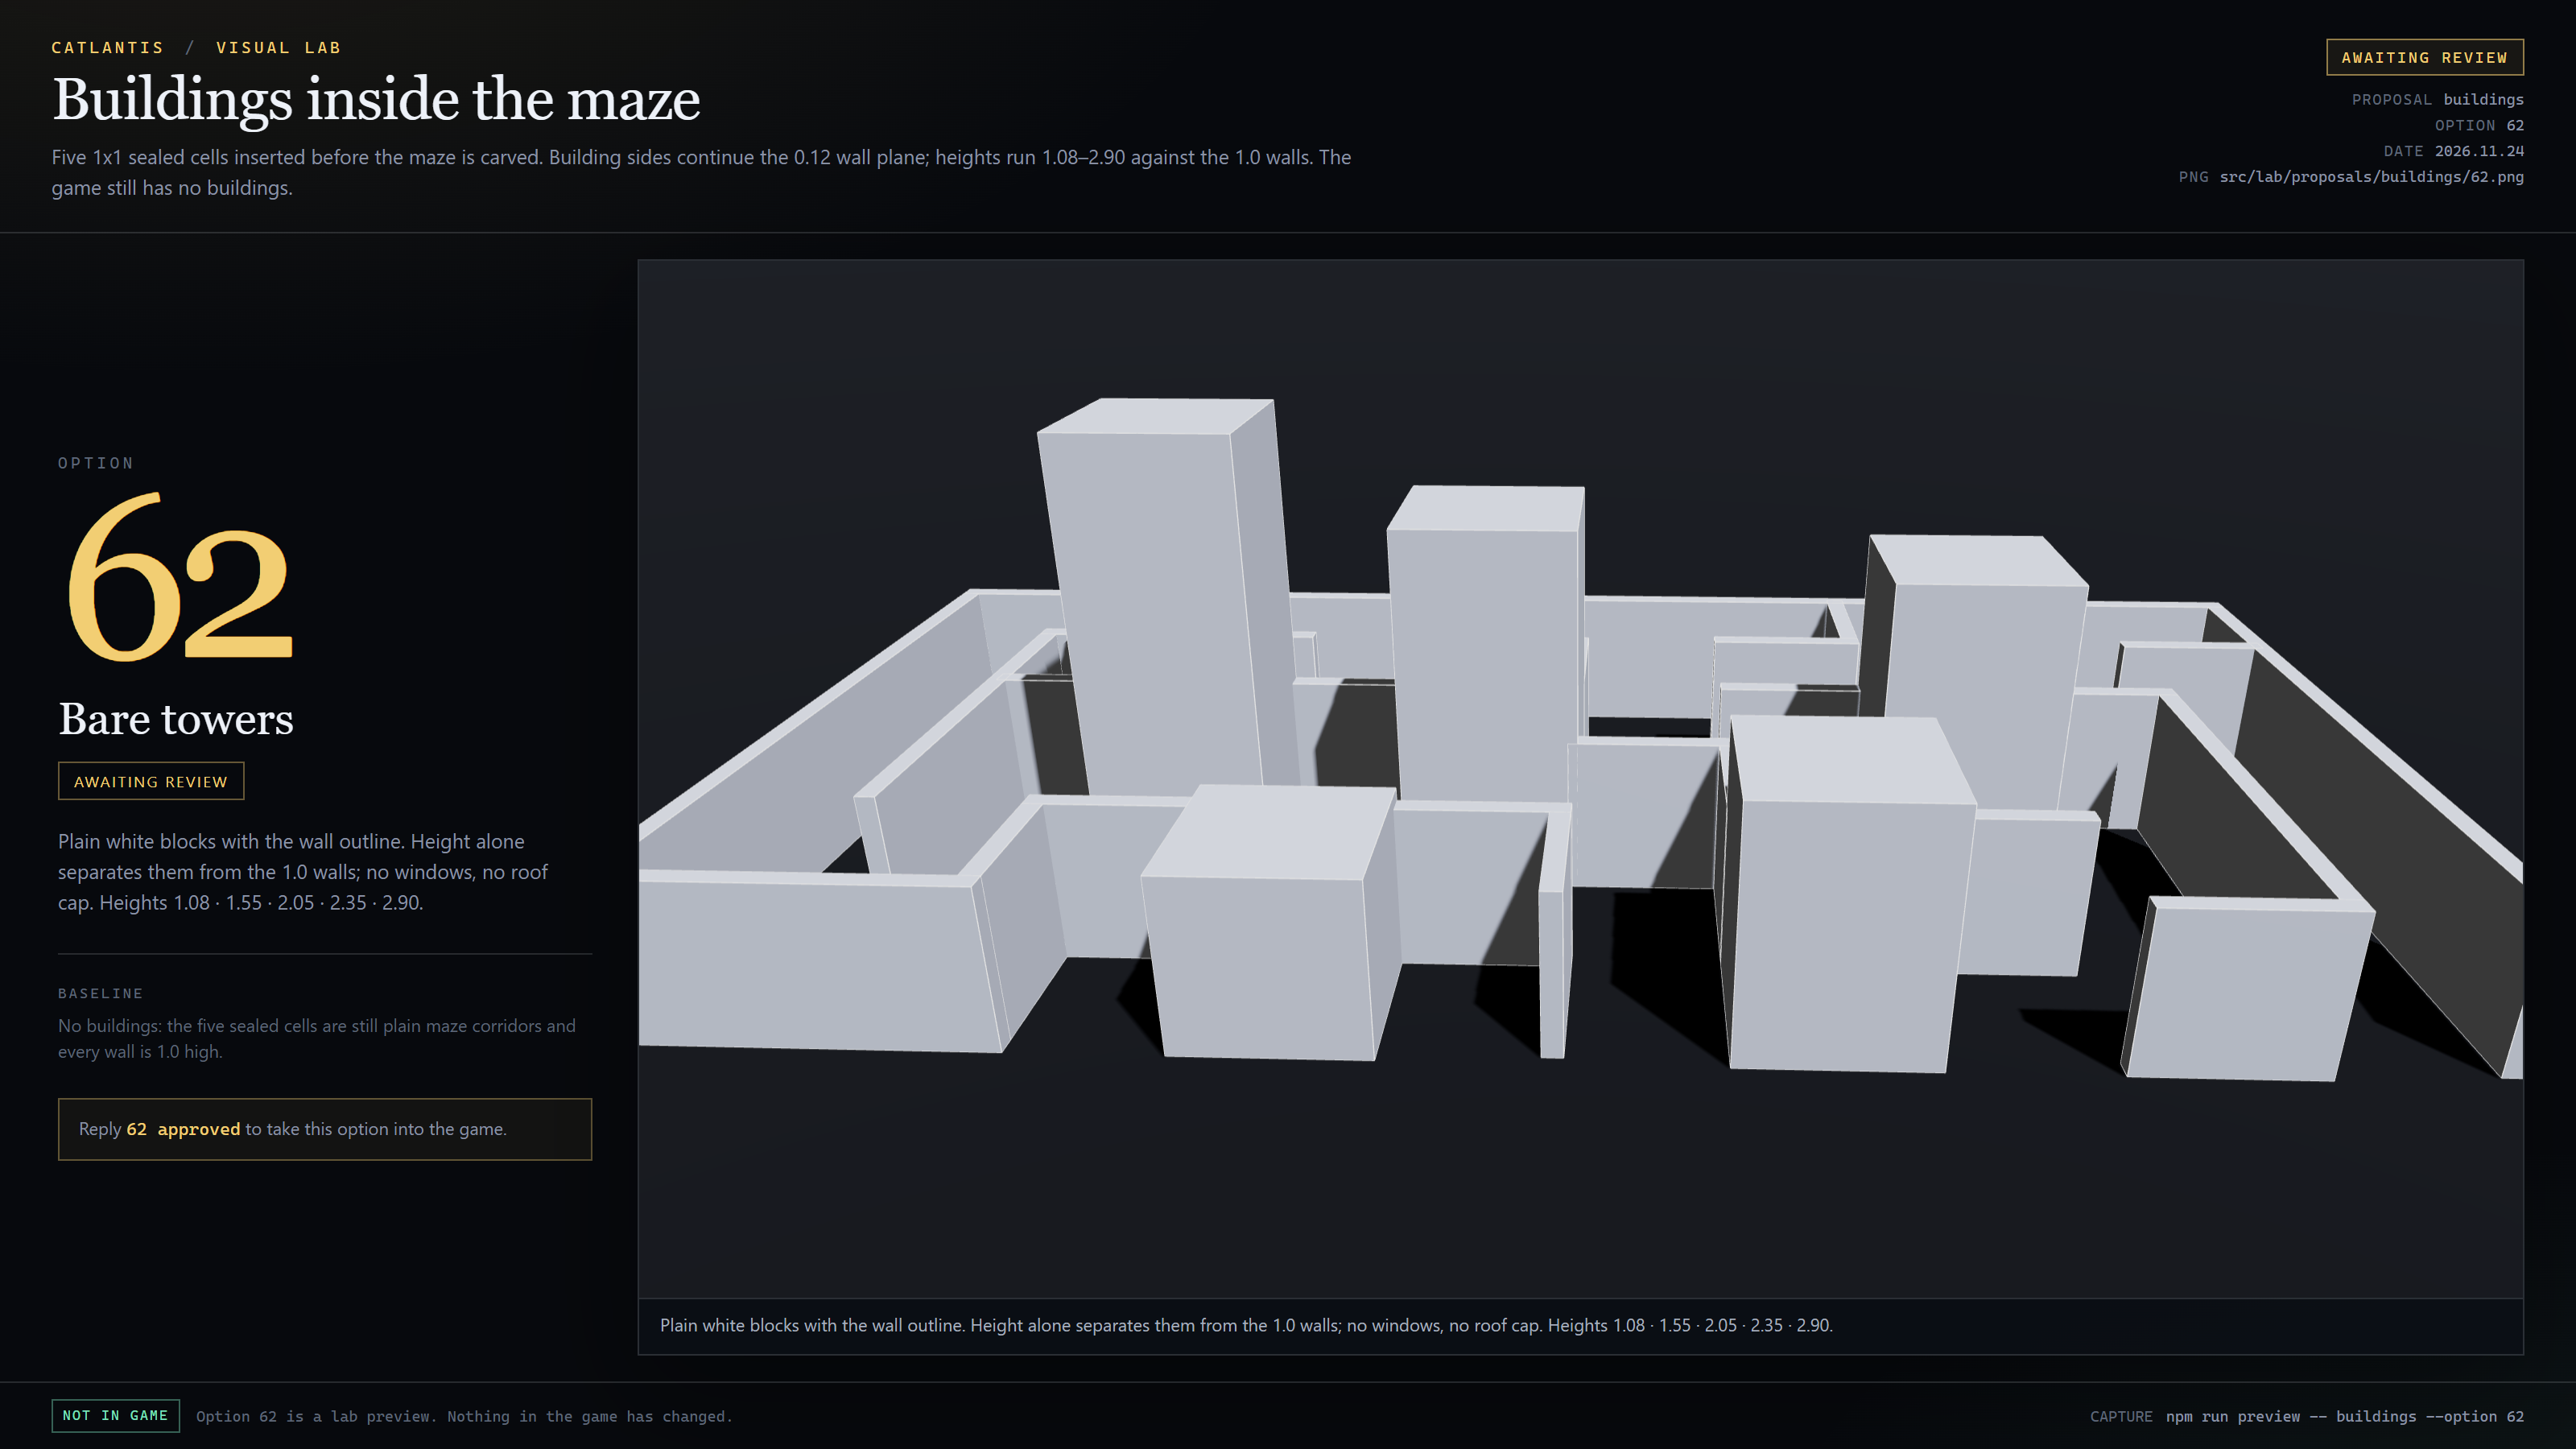 CATLANTIS / VISUAL LAB
Buildings inside the maze
Five 1x1 sealed cells inserted before the maze is carved. Building sides continue the 0.12 wall plane; heights run 1.08–2.90 against the 1.0 walls. The
game still has no buildings.
AWAITING REVIEW
PROPOSAL buildings
OPTION 62
DATE 2026.11.24
PNG src/lab/proposals/buildings/62.png
OPTION
62
Bare towers
AWAITING REVIEW
Plain white blocks with the wall outline. Height alone
separates them from the 1.0 walls; no windows, no roof
cap. Heights 1.08 · 1.55 · 2.05 · 2.35 · 2.90.
BASELINE
No buildings: the five sealed cells are still plain maze corridors and
every wall is 1.0 high.
Reply 62 approved to take this option into the game.
Plain white blocks with the wall outline. Height alone separates them from the 1.0 walls; no windows, no roof cap. Heights 1.08 · 1.55 · 2.05 · 2.35 · 2.90.
NOT IN GAME Option 62 is a lab preview. Nothing in the game has changed.
CAPTURE npm run preview -- buildings --option 62